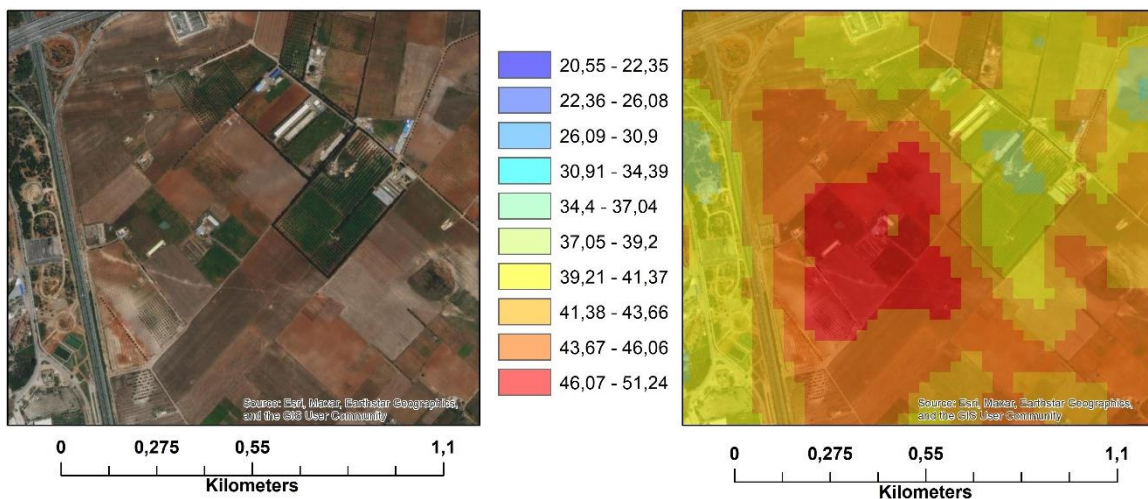 Source: Esri, Maxar, Earthstar Geographics,
and the GIS User Community
0 0,275 0,55 1,1
Kilometers
20,55 - 22,35
22,36 - 26,08
26,09 - 30,9
30,91 - 34,39
34,4 - 37,04
37,05 - 39,2
39,21 - 41,37
41,38 - 43,66
43,67 - 46,06
46,07 - 51,24
Source: Esri, Maxar, Earthstar Geographics,
and the GIS User Community
0 0,275 0,55 1,1
Kilometers